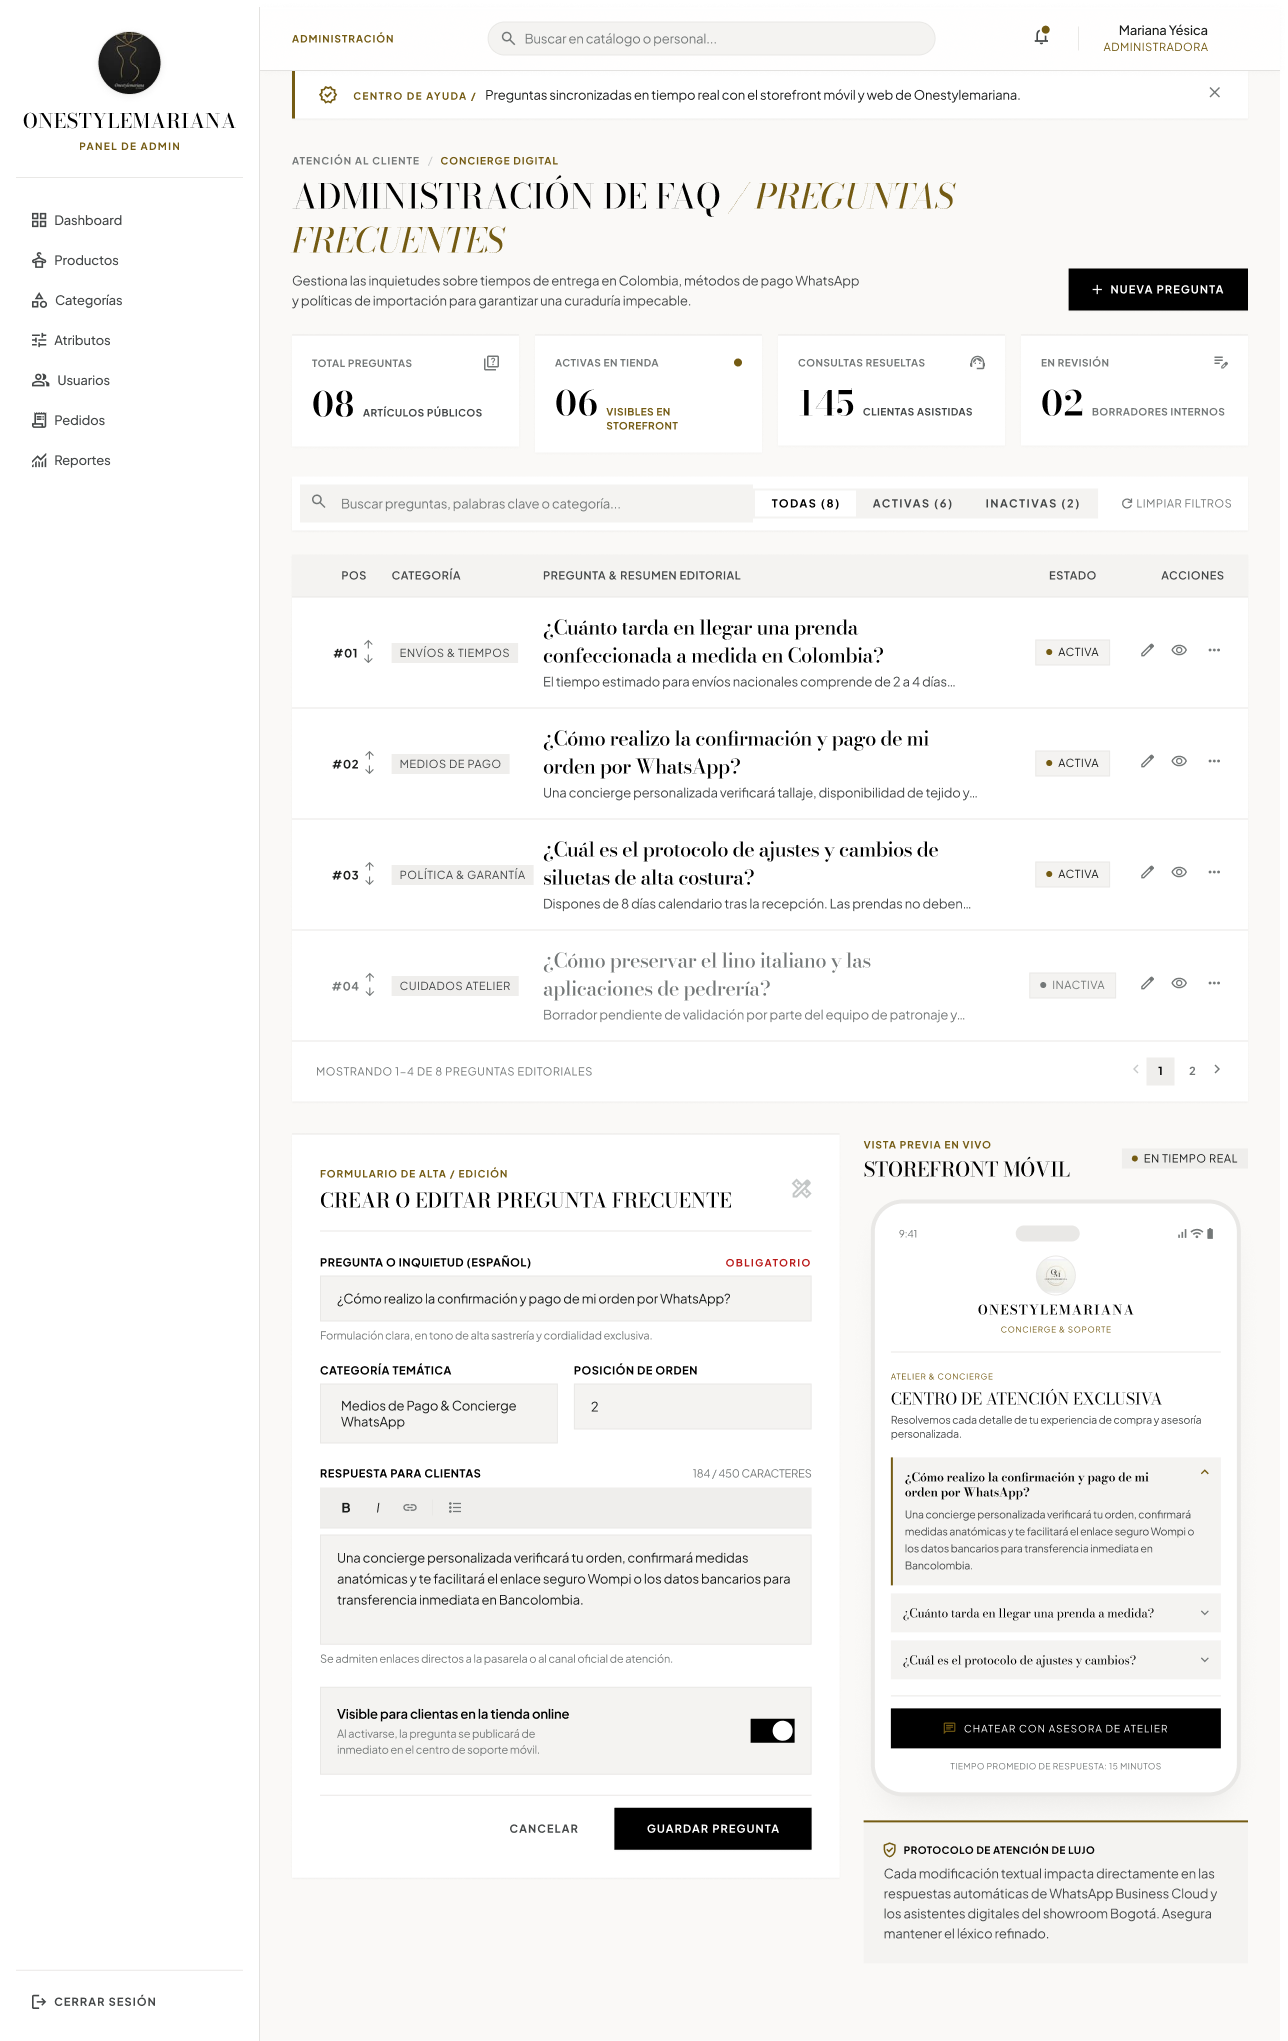 ONESTYLEMARIANA
PANEL DE ADMIN
Dashboard
Productos
Categorías
Atributos
Usuarios
Pedidos
Reportes
CERRAR SESIÓN
ADMINISTRACIÓN
Buscar en catálogo o personal...
Mariana Yésica
ADMINISTRADORA
CENTRO DE AYUDA / Preguntas sincronizadas en tiempo real con el storefront móvil y web de Onestylemariana.
ATENCIÓN AL CLIENTE / CONCIERGE DIGITAL
ADMINISTRACIÓN DE FAQ / PREGUNTAS
FRECUENTES
Gestiona las inquietudes sobre tiempos de entrega en Colombia, métodos de pago WhatsApp
y políticas de importación para garantizar una curaduría impecable.
+ NUEVA PREGUNTA
TOTAL PREGUNTAS
08 ARTÍCULOS PÚBLICOS
ACTIVAS EN TIENDA
06 VISIBLES EN
STOREFRONT
CONSULTAS RESUELTAS
145 CLIENTAS ASISTIDAS
EN REVISIÓN
02 BORRADORES INTERNOS
Buscar preguntas, palabras clave o categoría...
TODAS (8) ACTIVAS (6) INACTIVAS (2)
LIMPIAR FILTROS
POS CATEGORÍA PREGUNTA & RESUMEN EDITORIAL ESTADO ACCIONES
#01 ENVÍOS & TIEMPOS
¿Cuánto tarda en llegar una prenda
confeccionada a medida en Colombia?
El tiempo estimado para envíos nacionales comprende de 2 a 4 días...
ACTIVA
#02 MEDIOS DE PAGO
¿Cómo realizo la confirmación y pago de mi
orden por WhatsApp?
Una concierge personalizada verificará tallaje, disponibilidad de tejido y...
ACTIVA
#03 POLÍTICA & GARANTÍA
¿Cuál es el protocolo de ajustes y cambios de
siluetas de alta costura?
Dispones de 8 días calendario tras la recepción. Las prendas no deben...
ACTIVA
#04 CUIDADOS ATELIER
¿Cómo preservar el lino italiano y las
aplicaciones de pedrería?
Borrador pendiente de validación por parte del equipo de patronaje y...
INACTIVA
MOSTRANDO 1–4 DE 8 PREGUNTAS EDITORIALES
1 2
FORMULARIO DE ALTA / EDICIÓN
CREAR O EDITAR PREGUNTA FRECUENTE
PREGUNTA O INQUIETUD (ESPAÑOL) OBLIGATORIO
¿Cómo realizo la confirmación y pago de mi orden por WhatsApp?
Formulación clara, en tono de alta sastrería y cordialidad exclusiva.
CATEGORÍA TEMÁTICA
Medios de Pago & Concierge
WhatsApp
POSICIÓN DE ORDEN
2
RESPUESTA PARA CLIENTAS 184 / 450 CARACTERES
B I
Una concierge personalizada verificará tu orden, confirmará medidas
anatómicas y te facilitará el enlace seguro Wompi o los datos bancarios para
transferencia inmediata en Bancolombia.
Se admiten enlaces directos a la pasarela o al canal oficial de atención.
Visible para clientas en la tienda online
Al activarse, la pregunta se publicará de
inmediato en el centro de soporte móvil.
CANCELAR GUARDAR PREGUNTA
VISTA PREVIA EN VIVO
STOREFRONT MÓVIL
EN TIEMPO REAL
9:41
ONESTYLEMARIANA
CONCIERGE & SOPORTE
ATELIER & CONCIERGE
CENTRO DE ATENCIÓN EXCLUSIVA
Resolvemos cada detalle de tu experiencia de compra y asesoría
personalizada.
¿Cómo realizo la confirmación y pago de mi
orden por WhatsApp?
Una concierge personalizada verificará tu orden, confirmará
medidas anatómicas y te facilitará el enlace seguro Wompi o
los datos bancarios para transferencia inmediata en
Bancolombia.
¿Cuánto tarda en llegar una prenda a medida?
¿Cuál es el protocolo de ajustes y cambios?
CHATEAR CON ASESORA DE ATELIER
TIEMPO PROMEDIO DE RESPUESTA: 15 MINUTOS
PROTOCOLO DE ATENCIÓN DE LUJO
Cada modificación textual impacta directamente en las
respuestas automáticas de WhatsApp Business Cloud y
los asistentes digitales del showroom Bogotá. Asegura
mantener el léxico refinado.